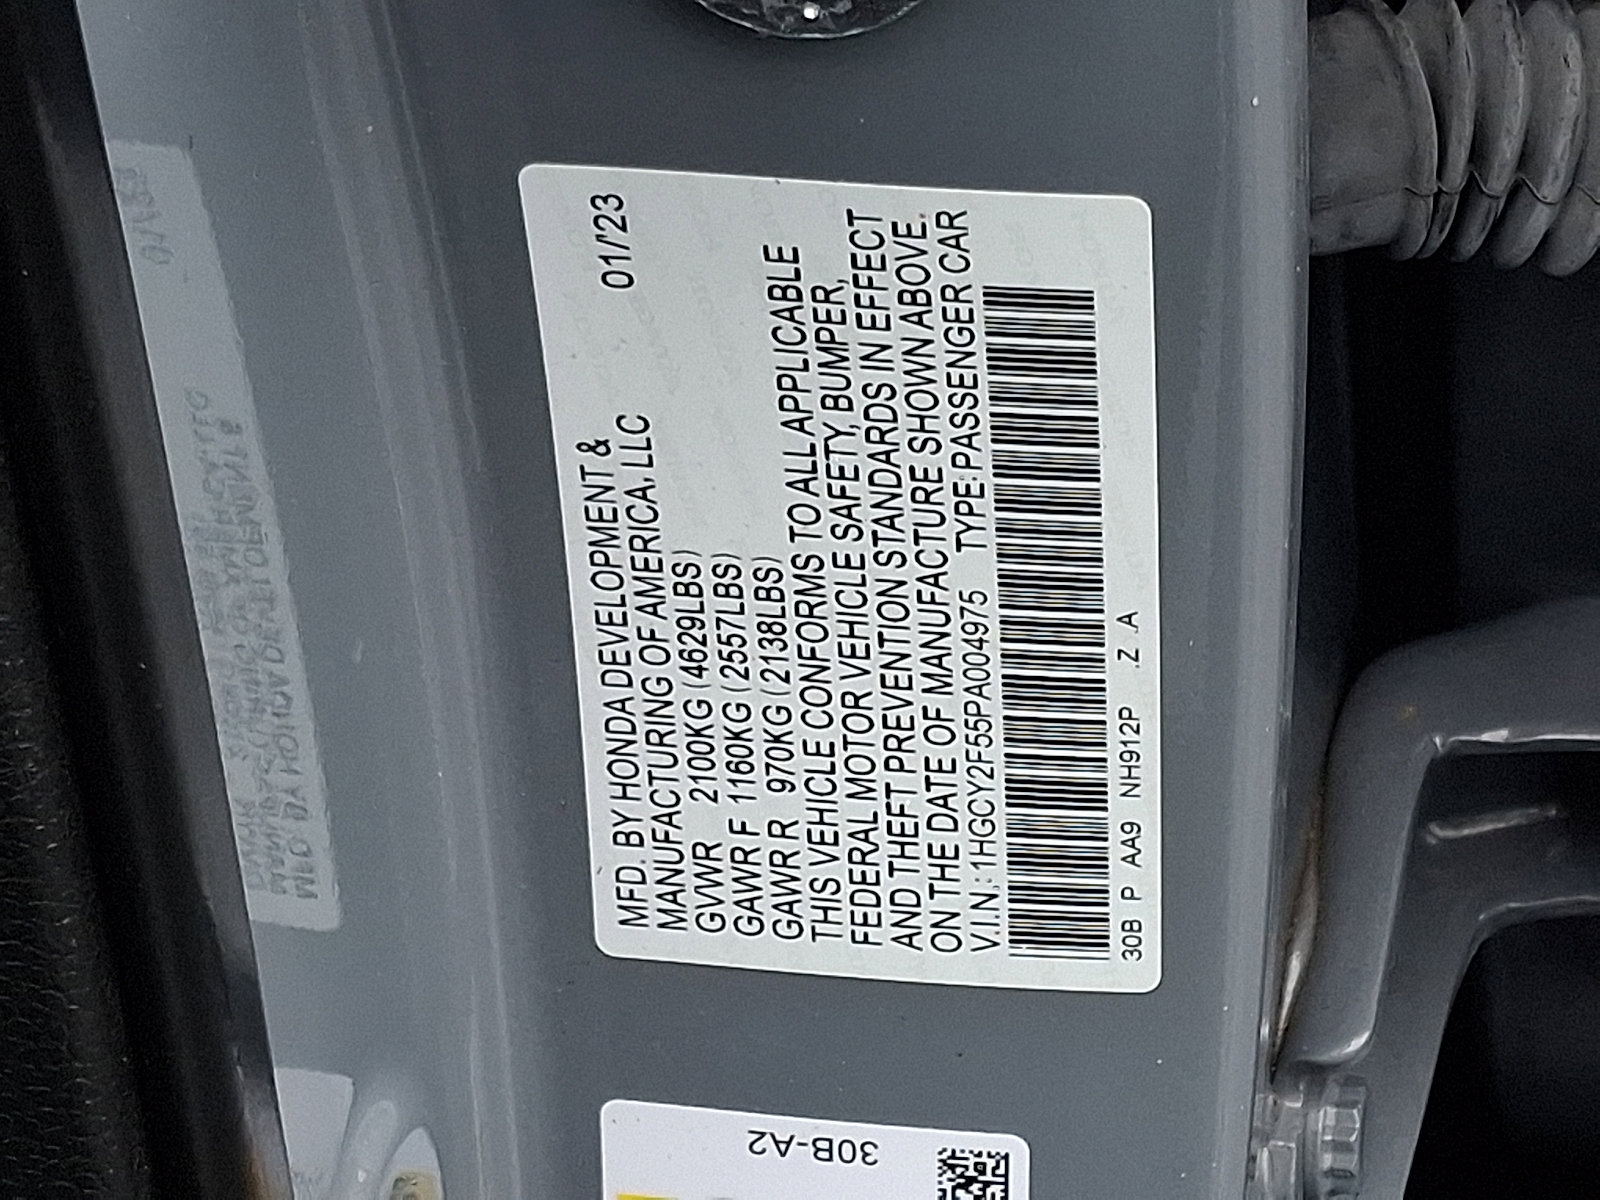 MFD. BY HONDA DEVELOPMENT & 01/'23
MANUFACTURING OF AMERICA, LLC
GVWR 2100KG (4629LBS)
GAWR F 1160KG (2557LBS)
GAWR R 970KG (2138LBS)
THIS VEHICLE CONFORMS TO ALL APPLICABLE
FEDERAL MOTOR VEHICLE SAFETY, BUMPER,
AND THEFT PREVENTION STANDARDS IN EFFECT
ON THE DATE OF MANUFACTURE SHOWN ABOVE.
V.I.N.: 1HGCY2F55PA004975 TYPE: PASSENGER CAR
30B P AA9 NH912P .Z .A
30B-A2